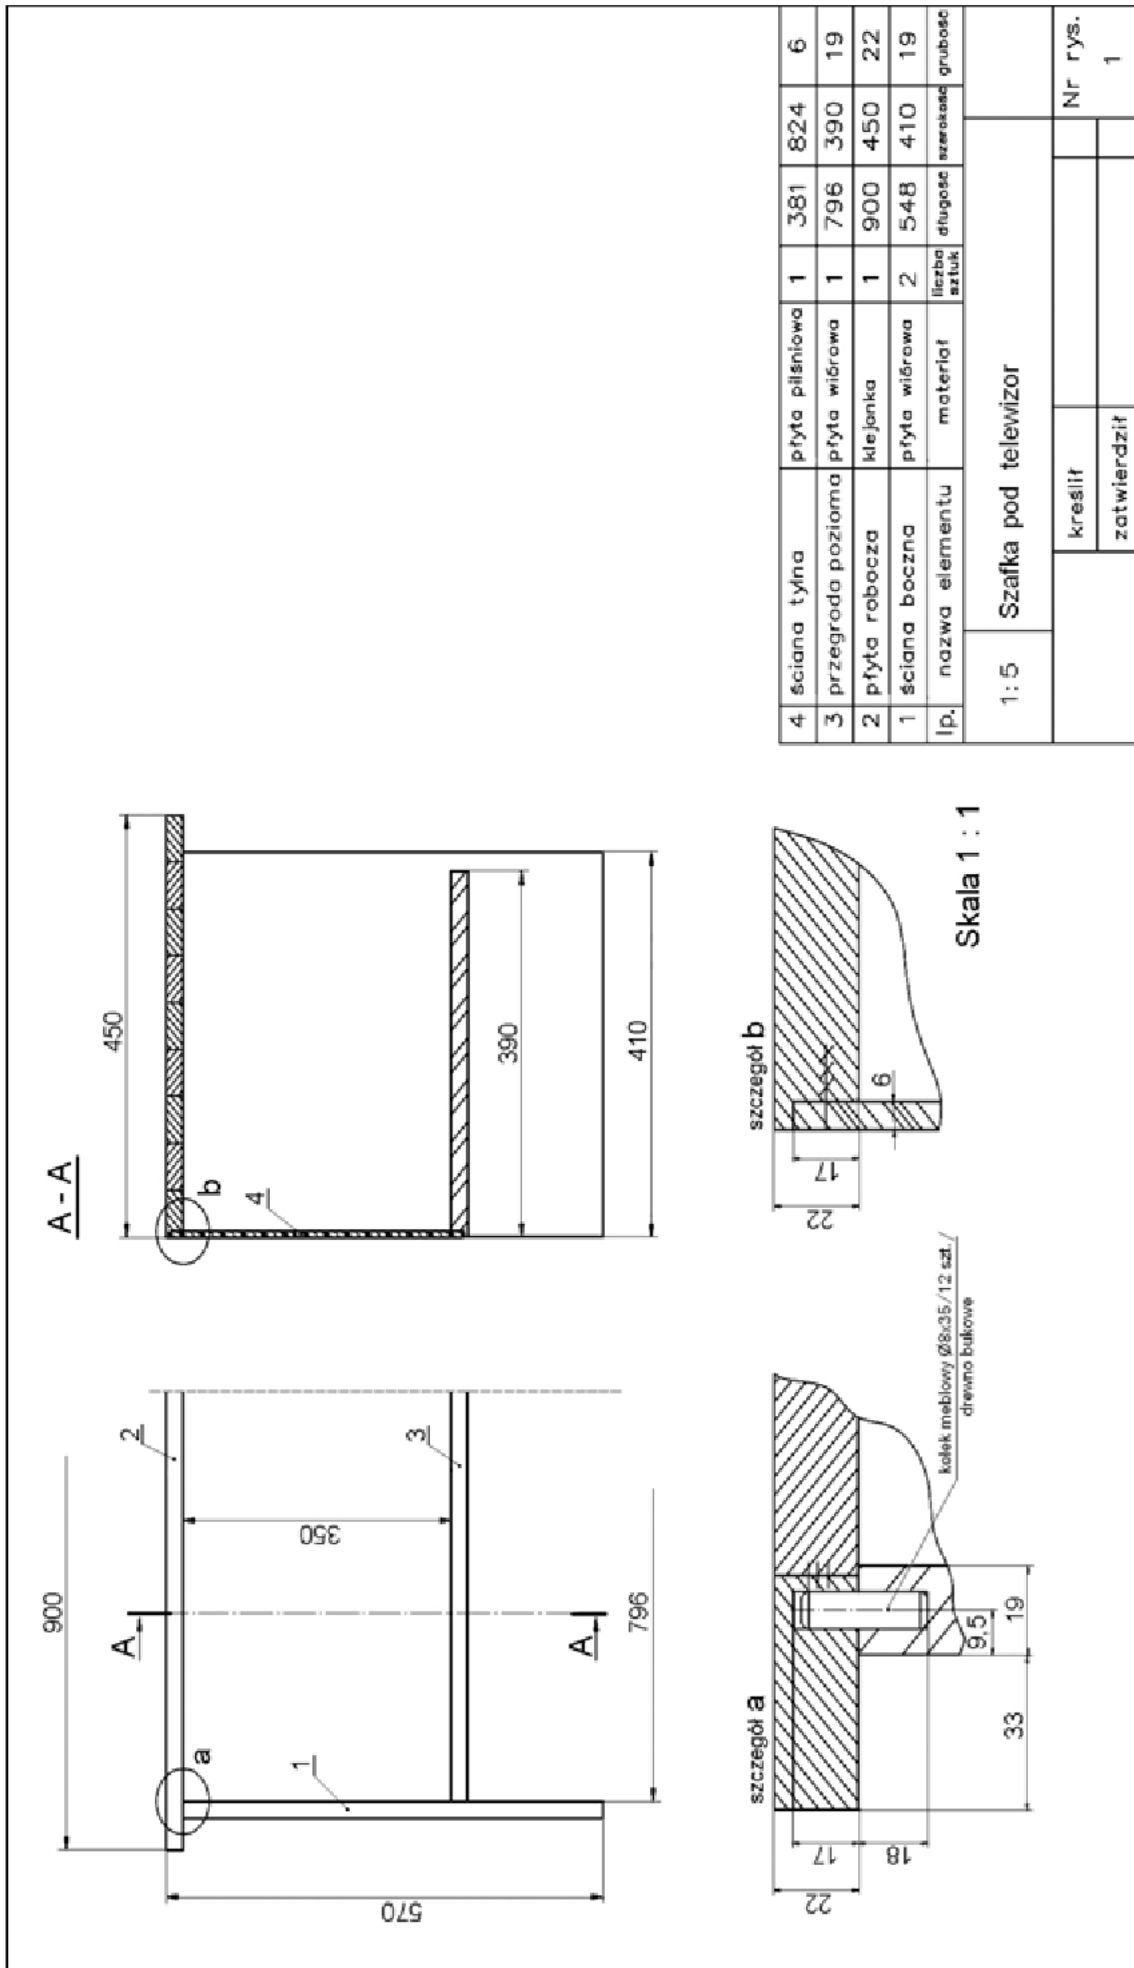 A - A
900
2
a
A
350
1
3
A
796
570
450
b
4
390
410
szczegół a
22
17
18
33
19
9,5
kołek meblowy Ø8x35/12 szt./
drewno bukowe
szczegół b
22
17
6
Skala 1 : 1
4 ściana tylna płyta pilśniowa 1 381 824 6
3 przegroda pozioma płyta wiórowa 1 796 390 19
2 płyta robocza klejonka 1 900 450 22
1 ściana boczna płyta wiórowa 2 548 410 19
lp. nazwa elementu materiał liczba sztuk długość szerokość grubość
1:5 Szafka pod telewizor
kreślił
Nr rys.
zatwierdził
1